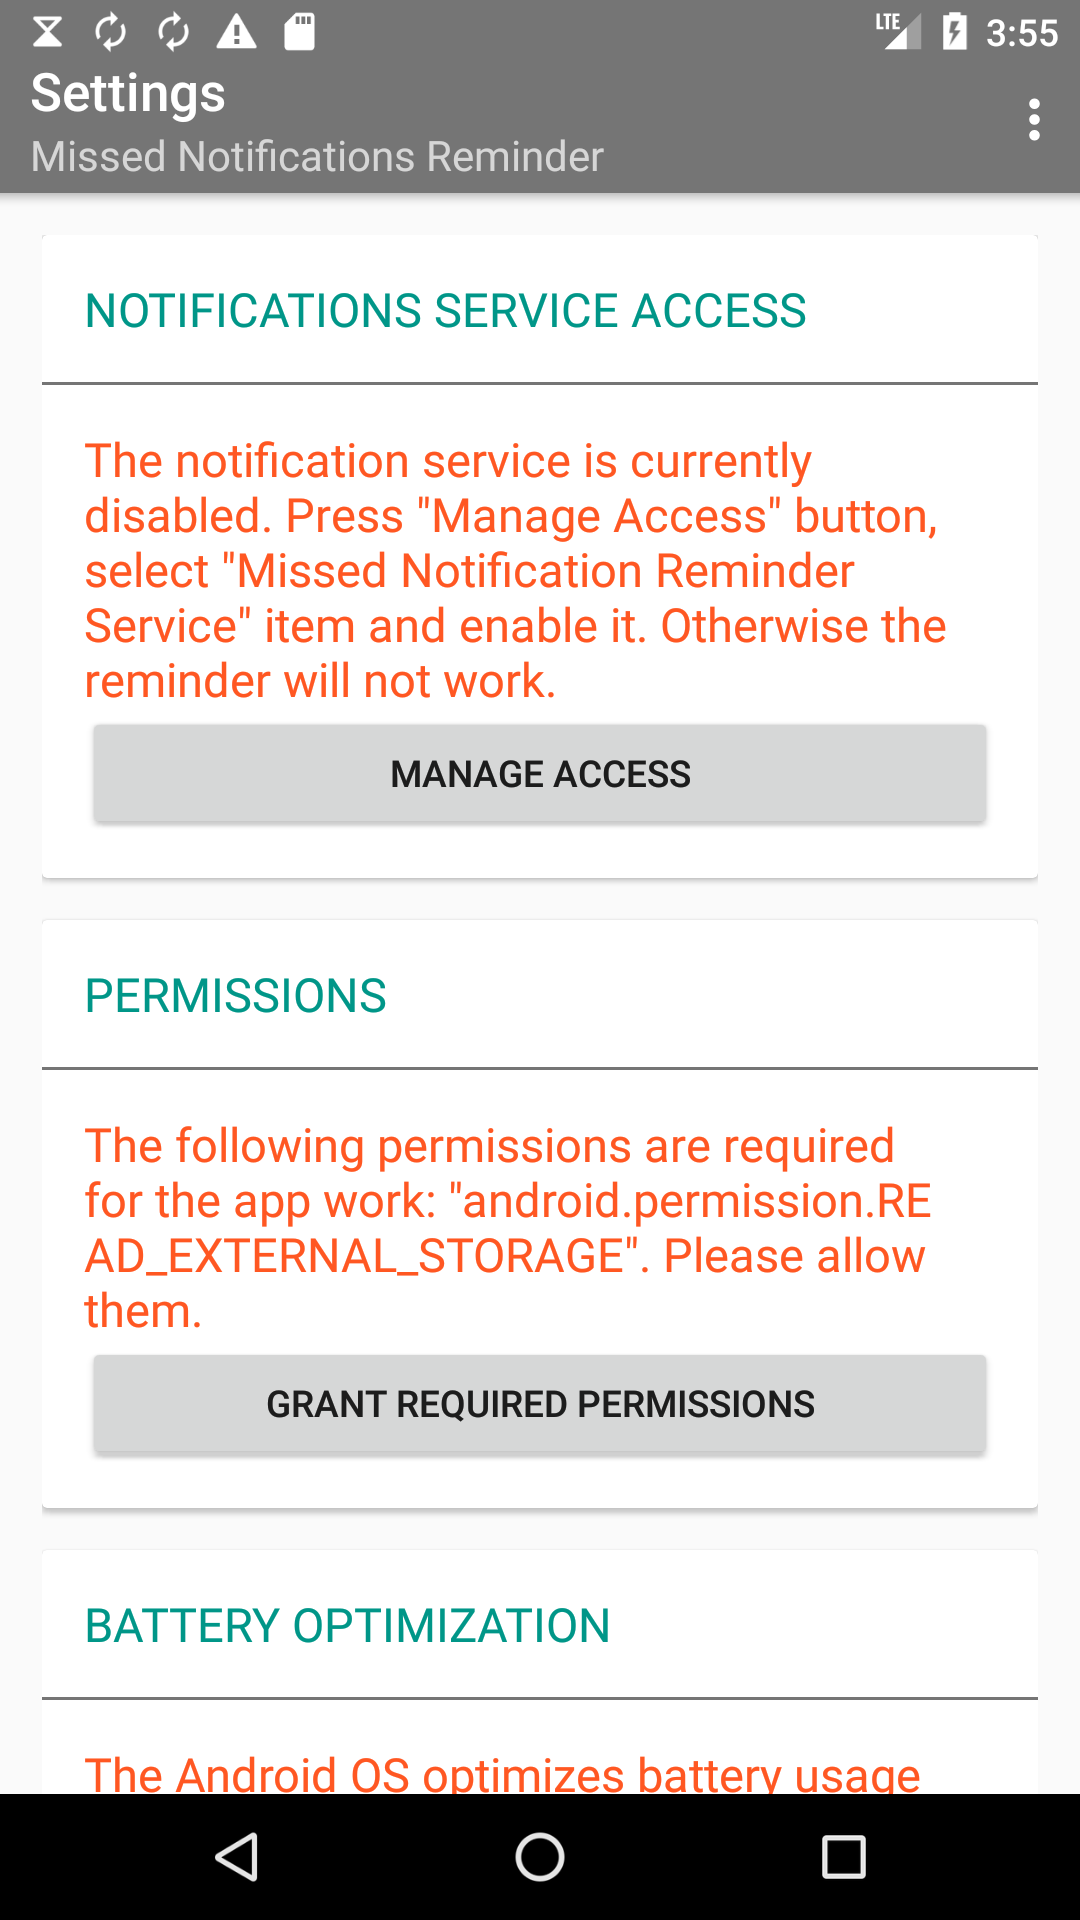 LTE 3:55
Settings
Missed Notifications Reminder
NOTIFICATIONS SERVICE ACCESS
The notification service is currently
disabled. Press "Manage Access" button,
select "Missed Notification Reminder
Service" item and enable it. Otherwise the
reminder will not work.
MANAGE ACCESS
PERMISSIONS
The following permissions are required
for the app work: "android.permission.RE
AD_EXTERNAL_STORAGE". Please allow
them.
GRANT REQUIRED PERMISSIONS
BATTERY OPTIMIZATION
The Android OS optimizes battery usage